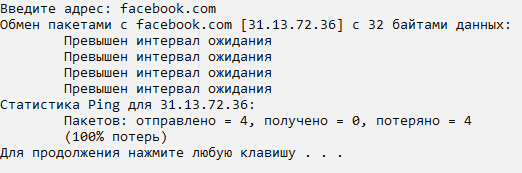 Введите адрес: facebook.com
Обмен пакетами с facebook.com [31.13.72.36] с 32 байтами данных:
Превышен интервал ожидания
Превышен интервал ожидания
Превышен интервал ожидания
Превышен интервал ожидания
Статистика Ping для 31.13.72.36:
Пакетов: отправлено = 4, получено = 0, потеряно = 4
(100% потерь)
Для продолжения нажмите любую клавишу . . .